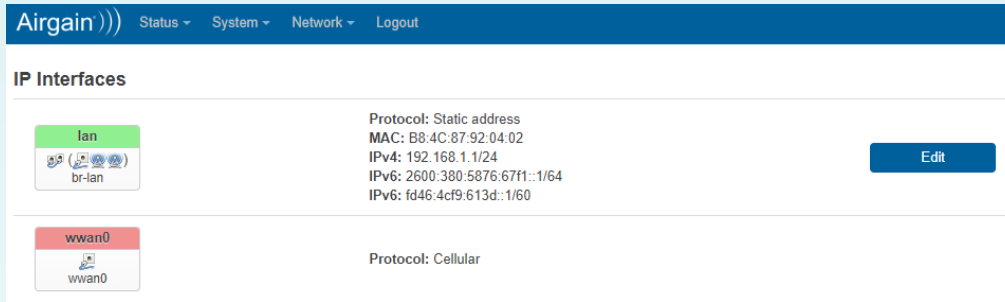 Airgain Status System Network Logout
IP Interfaces
lan
br-lan
Protocol: Static address
MAC: B8:4C:87:92:04:02
IPv4: 192.168.1.1/24
IPv6: 2600:380:5876:67f1::1/64
IPv6: fd46:4cf9:613d::1/60
Edit
wwan0
wwan0
Protocol: Cellular